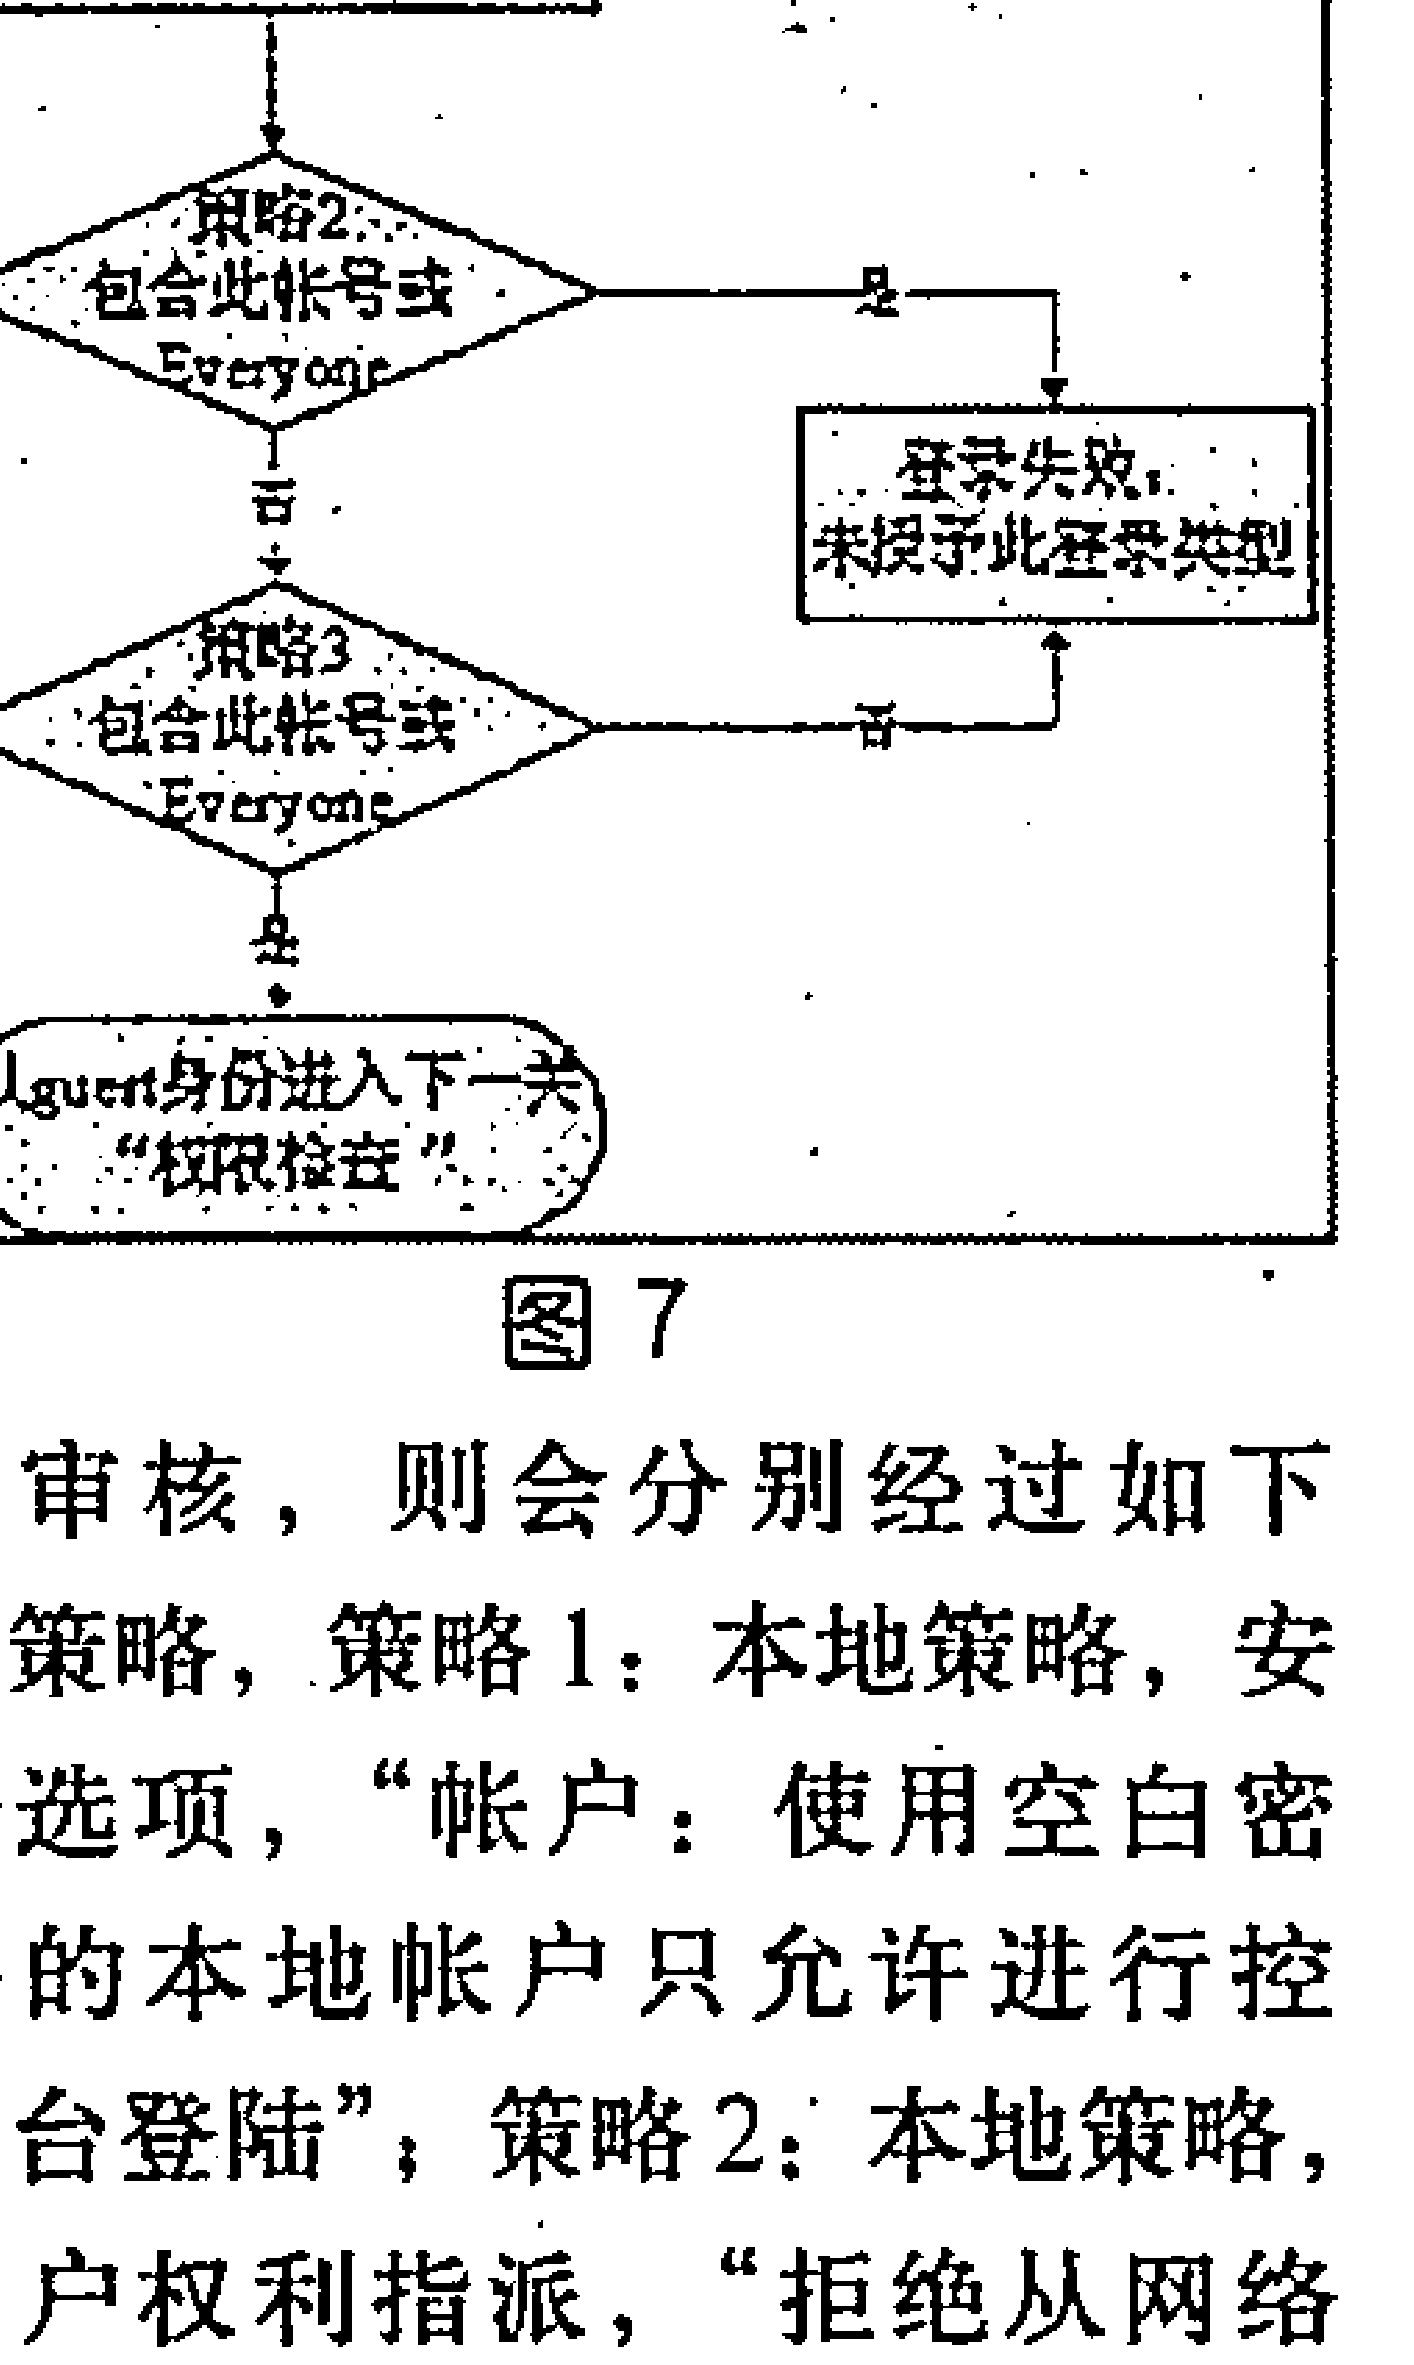 策略2
包含此帐号或
Everyone
是
否
登录失败:
未授予此登录类型
策略3
包含此帐号或
Everyone
否
是
guest身份进入下一关
“权限检查”
图 7
审核，则会分别经过如下
策略，策略1：本地策略，安
选项，“帐户：使用空白密
的本地帐户只允许进行控
台登陆”；策略2：本地策略，
户权利指派，“拒绝从网络